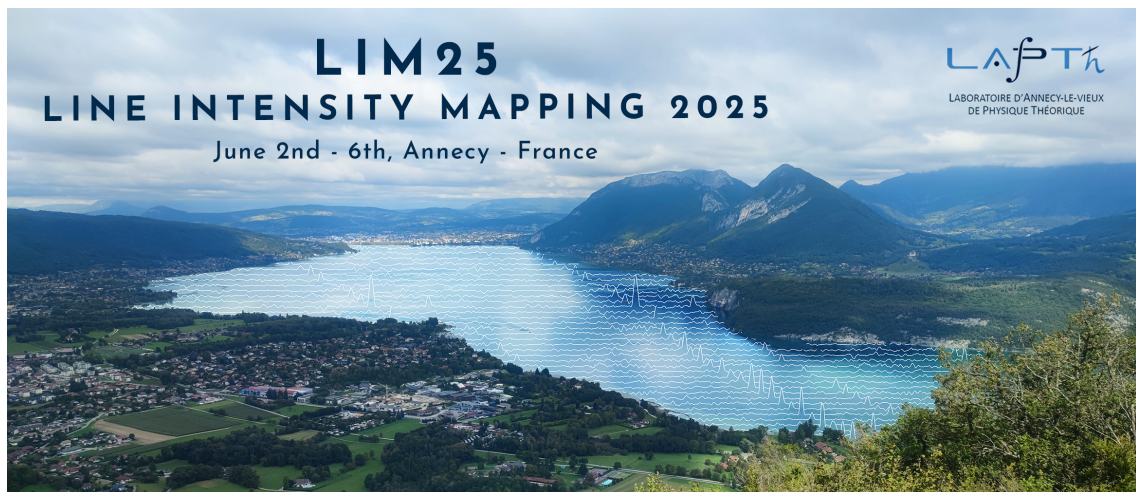 LIM25
LINE INTENSITY MAPPING 2025
June 2nd - 6th, Annecy - France
LAPTh
LABORATOIRE D'ANNECY-LE-VIEUX
DE PHYSIQUE THÉORIQUE